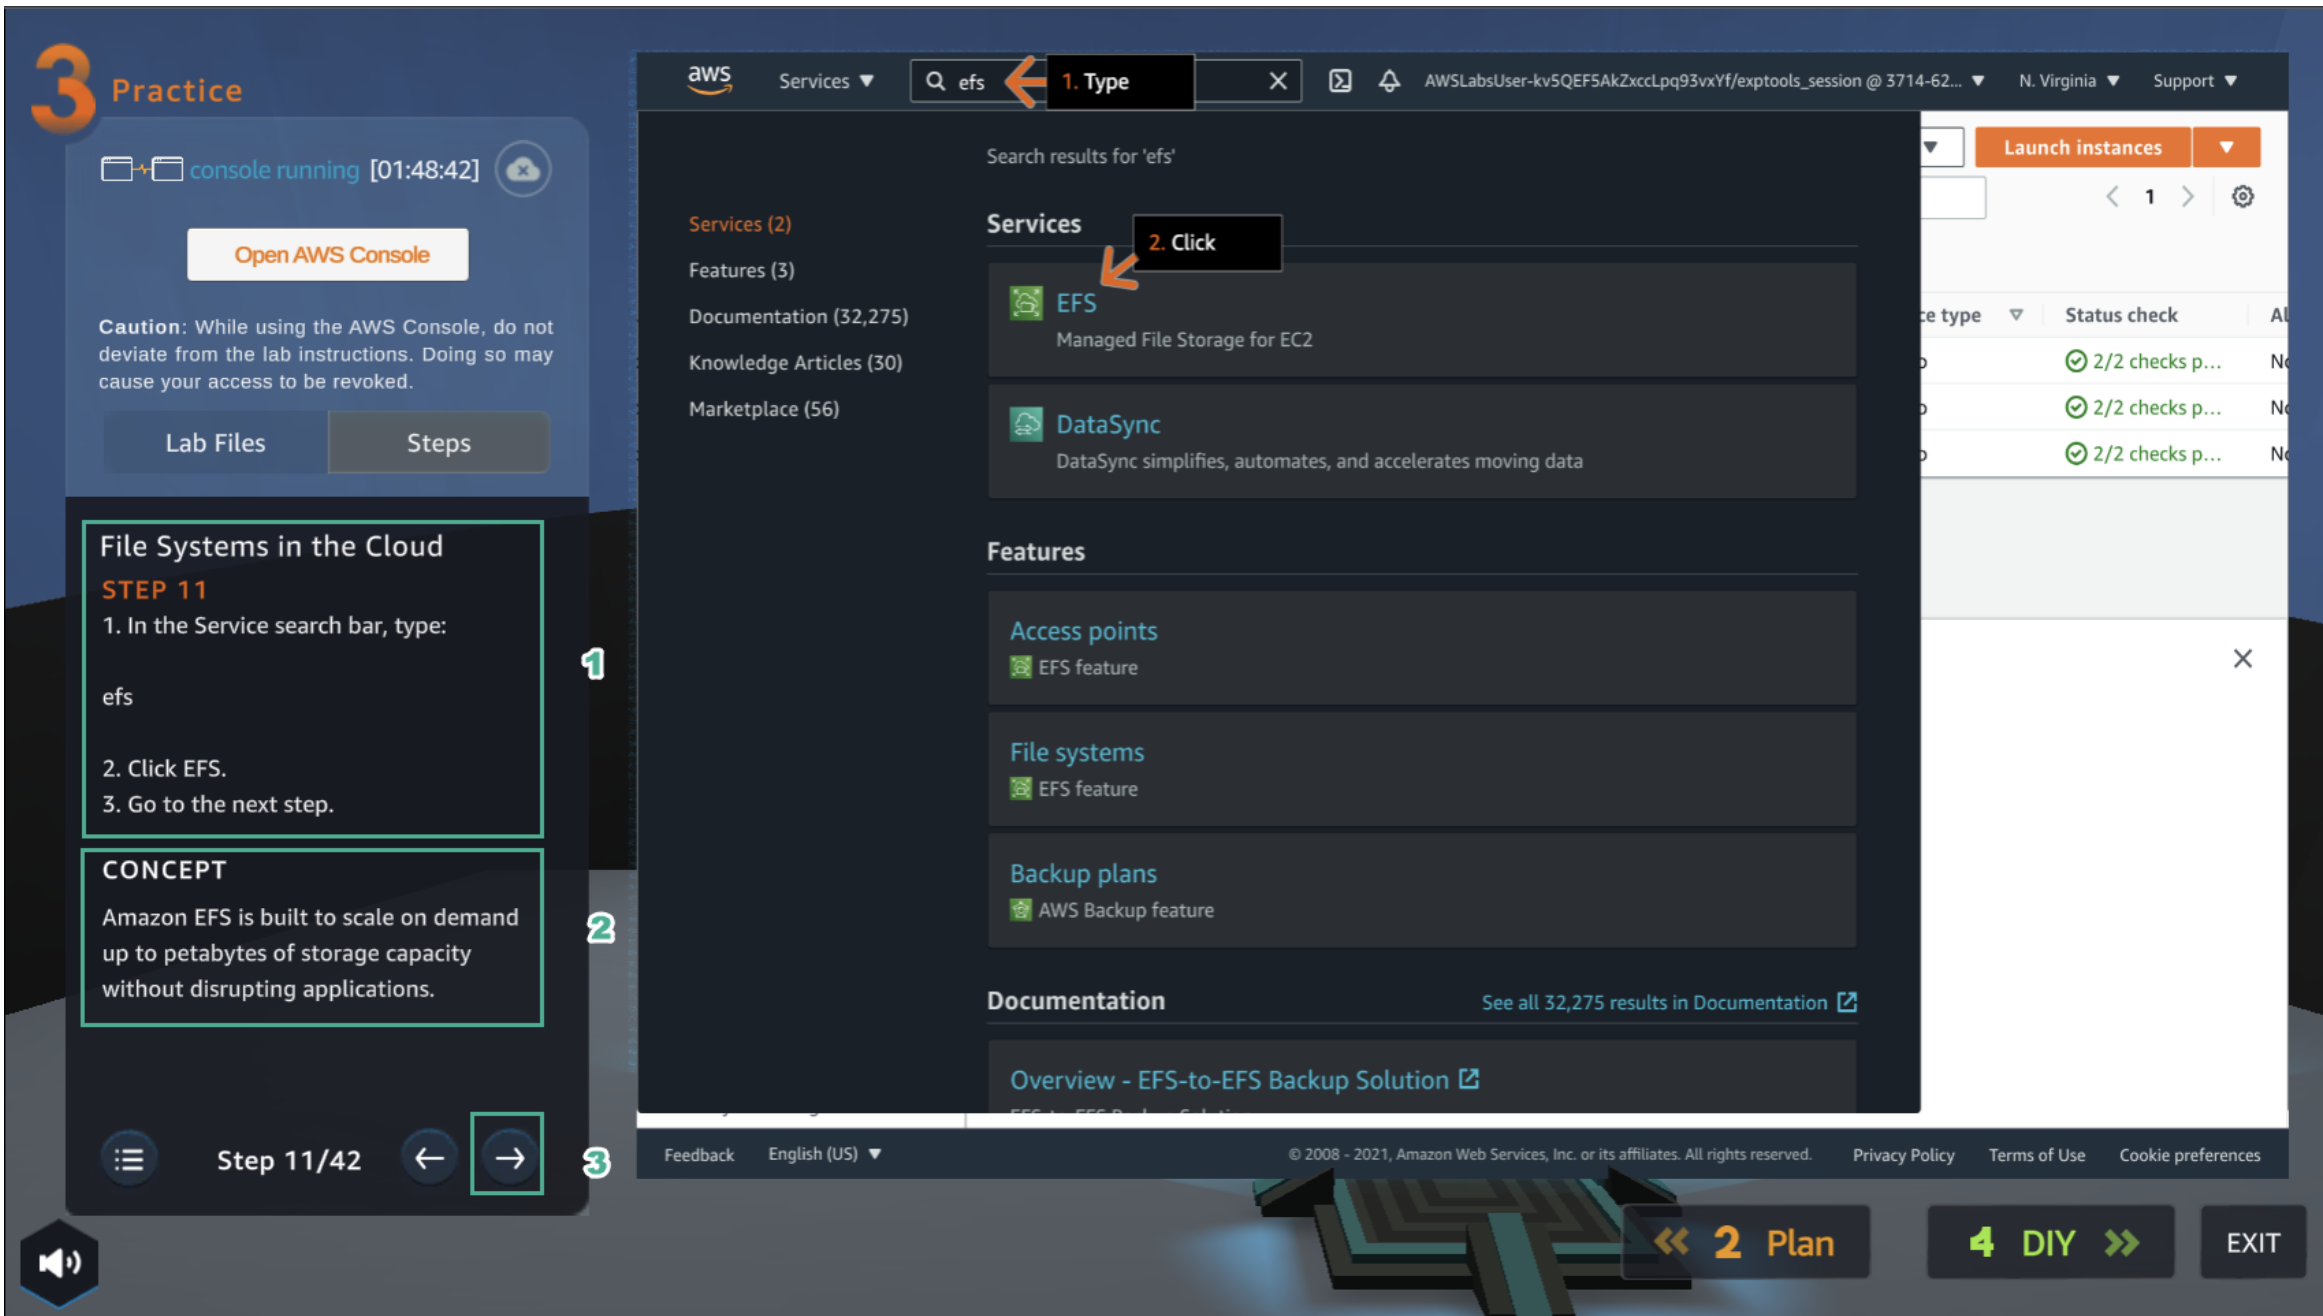 3 Practice
console running [01:48:42]
Open AWS Console
Caution: While using the AWS Console, do not
deviate from the lab instructions. Doing so may
cause your access to be revoked.
Lab Files
Steps
File Systems in the Cloud
STEP 11
1. In the Service search bar, type:
efs
2. Click EFS.
3. Go to the next step.
1
CONCEPT
Amazon EFS is built to scale on demand
up to petabytes of storage capacity
without disrupting applications.
2
Step 11/42
3
aws
Services
efs
1. Type
AWSLabsUser-kv5QEF5AkZxccLpq93vxYf/exptools_session @ 3714-62...
N. Virginia
Support
Search results for 'efs'
Services (2)
Features (3)
Documentation (32,275)
Knowledge Articles (30)
Marketplace (56)
Services
2. Click
EFS
Managed File Storage for EC2
DataSync
DataSync simplifies, automates, and accelerates moving data
Features
Access points
EFS feature
File systems
EFS feature
Backup plans
AWS Backup feature
Documentation
See all 32,275 results in Documentation
Overview - EFS-to-EFS Backup Solution
Launch instances
1
type
Status check
2/2 checks p...
2/2 checks p...
2/2 checks p...
Feedback
English (US)
© 2008 - 2021, Amazon Web Services, Inc. or its affiliates. All rights reserved.
Privacy Policy
Terms of Use
Cookie preferences
2 Plan
4 DIY
EXIT